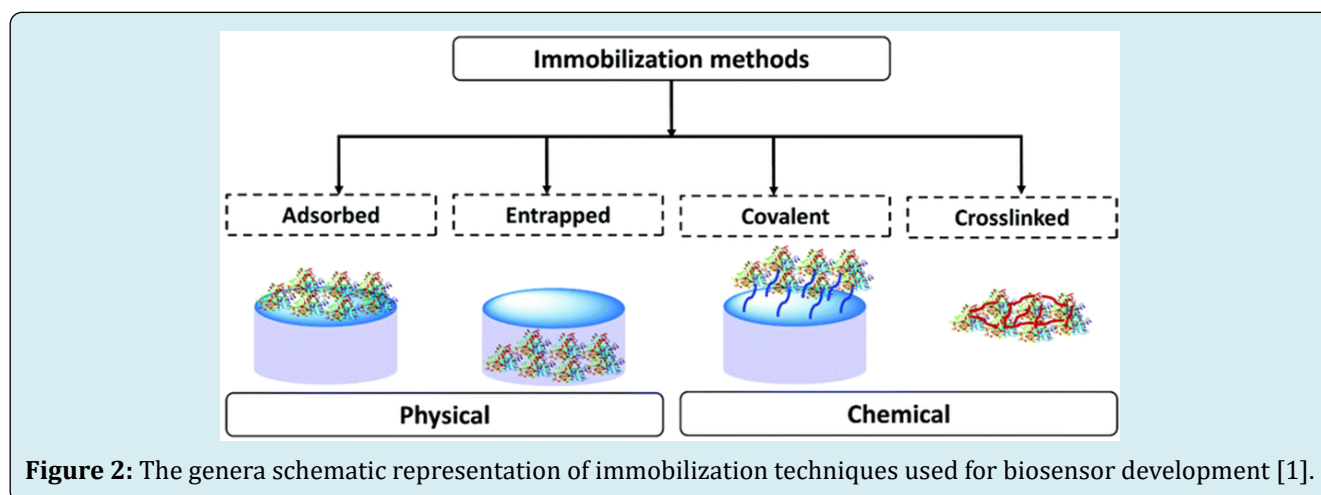 Immobilization methods
Adsorbed
Entrapped
Covalent
Crosslinked
Physical
Chemical
Figure 2: The genera schematic representation of immobilization techniques used for biosensor development [1].